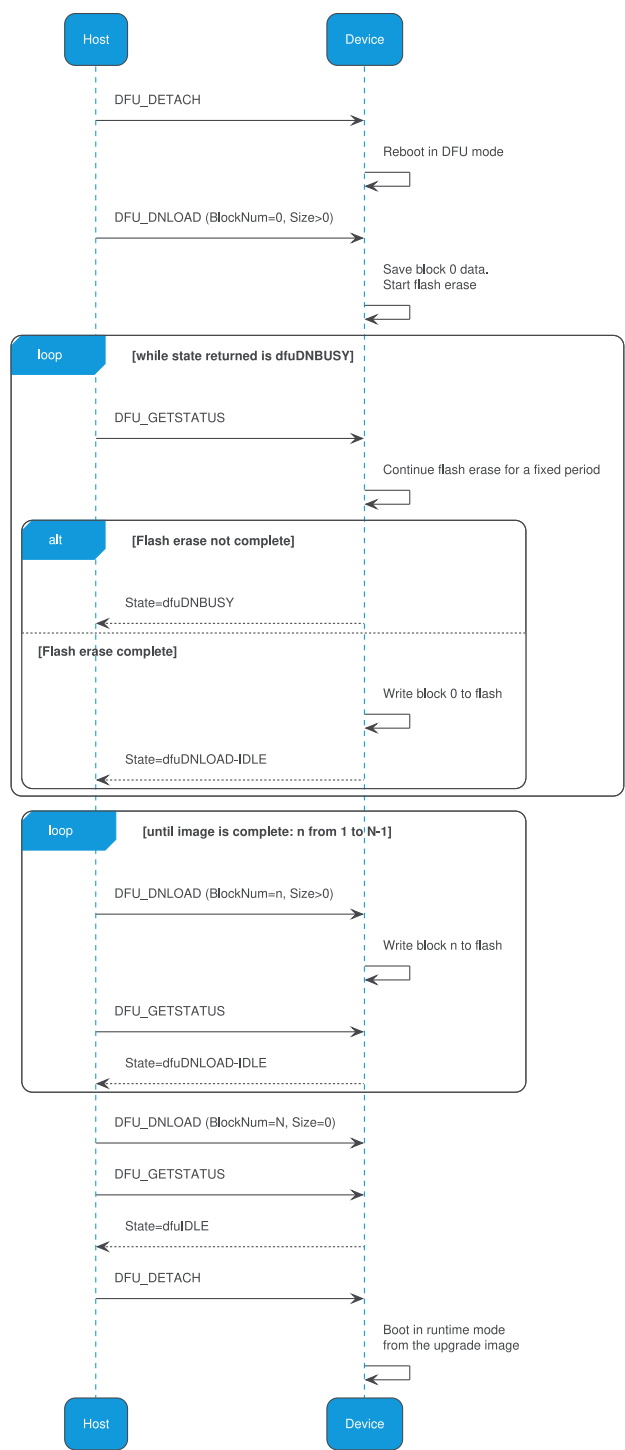 Host
Device
DFU_DETACH
Reboot in DFU mode
DFU_DNLOAD (BlockNum=0, Size>0)
Save block 0 data.
Start flash erase
loop
[while state returned is dfuDNBUSY]
DFU_GETSTATUS
Continue flash erase for a fixed period
alt
[Flash erase not complete]
State=dfuDNBUSY
[Flash erase complete]
Write block 0 to flash
State=dfuDNLOAD-IDLE
loop
[until image is complete: n from 1 to N-1]
DFU_DNLOAD (BlockNum=n, Size>0)
Write block n to flash
DFU_GETSTATUS
State=dfuDNLOAD-IDLE
DFU_DNLOAD (BlockNum=N, Size=0)
DFU_GETSTATUS
State=dfuIDLE
DFU_DETACH
Boot in runtime mode
from the upgrade image
Host
Device